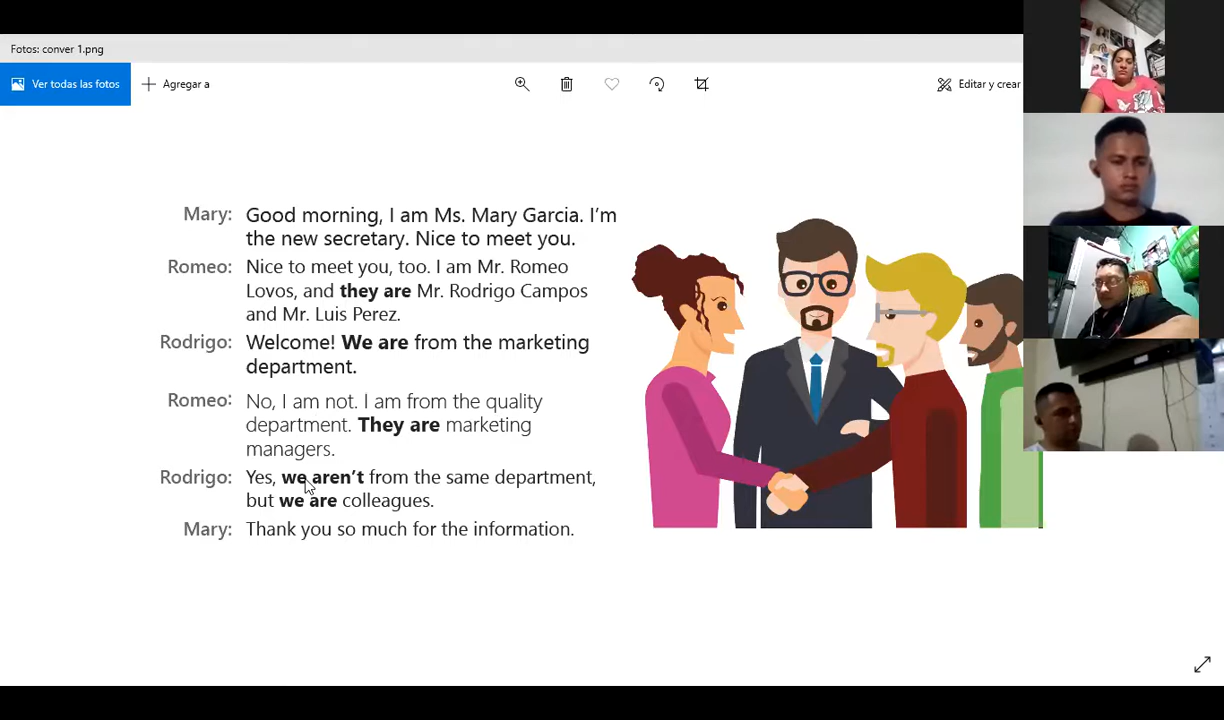 Fotos: conver 1.png
Ver todas las fotos
Agregar a
Editar y crear
Mary: Good morning, I am Ms. Mary Garcia. I’m
the new secretary. Nice to meet you.
Romeo: Nice to meet you, too. I am Mr. Romeo
Lovos, and they are Mr. Rodrigo Campos
and Mr. Luis Perez.
Rodrigo: Welcome! We are from the marketing
department.
Romeo: No, I am not. I am from the quality
department. They are marketing
managers.
Rodrigo: Yes, we aren’t from the same department,
but we are colleagues.
Mary: Thank you so much for the information.